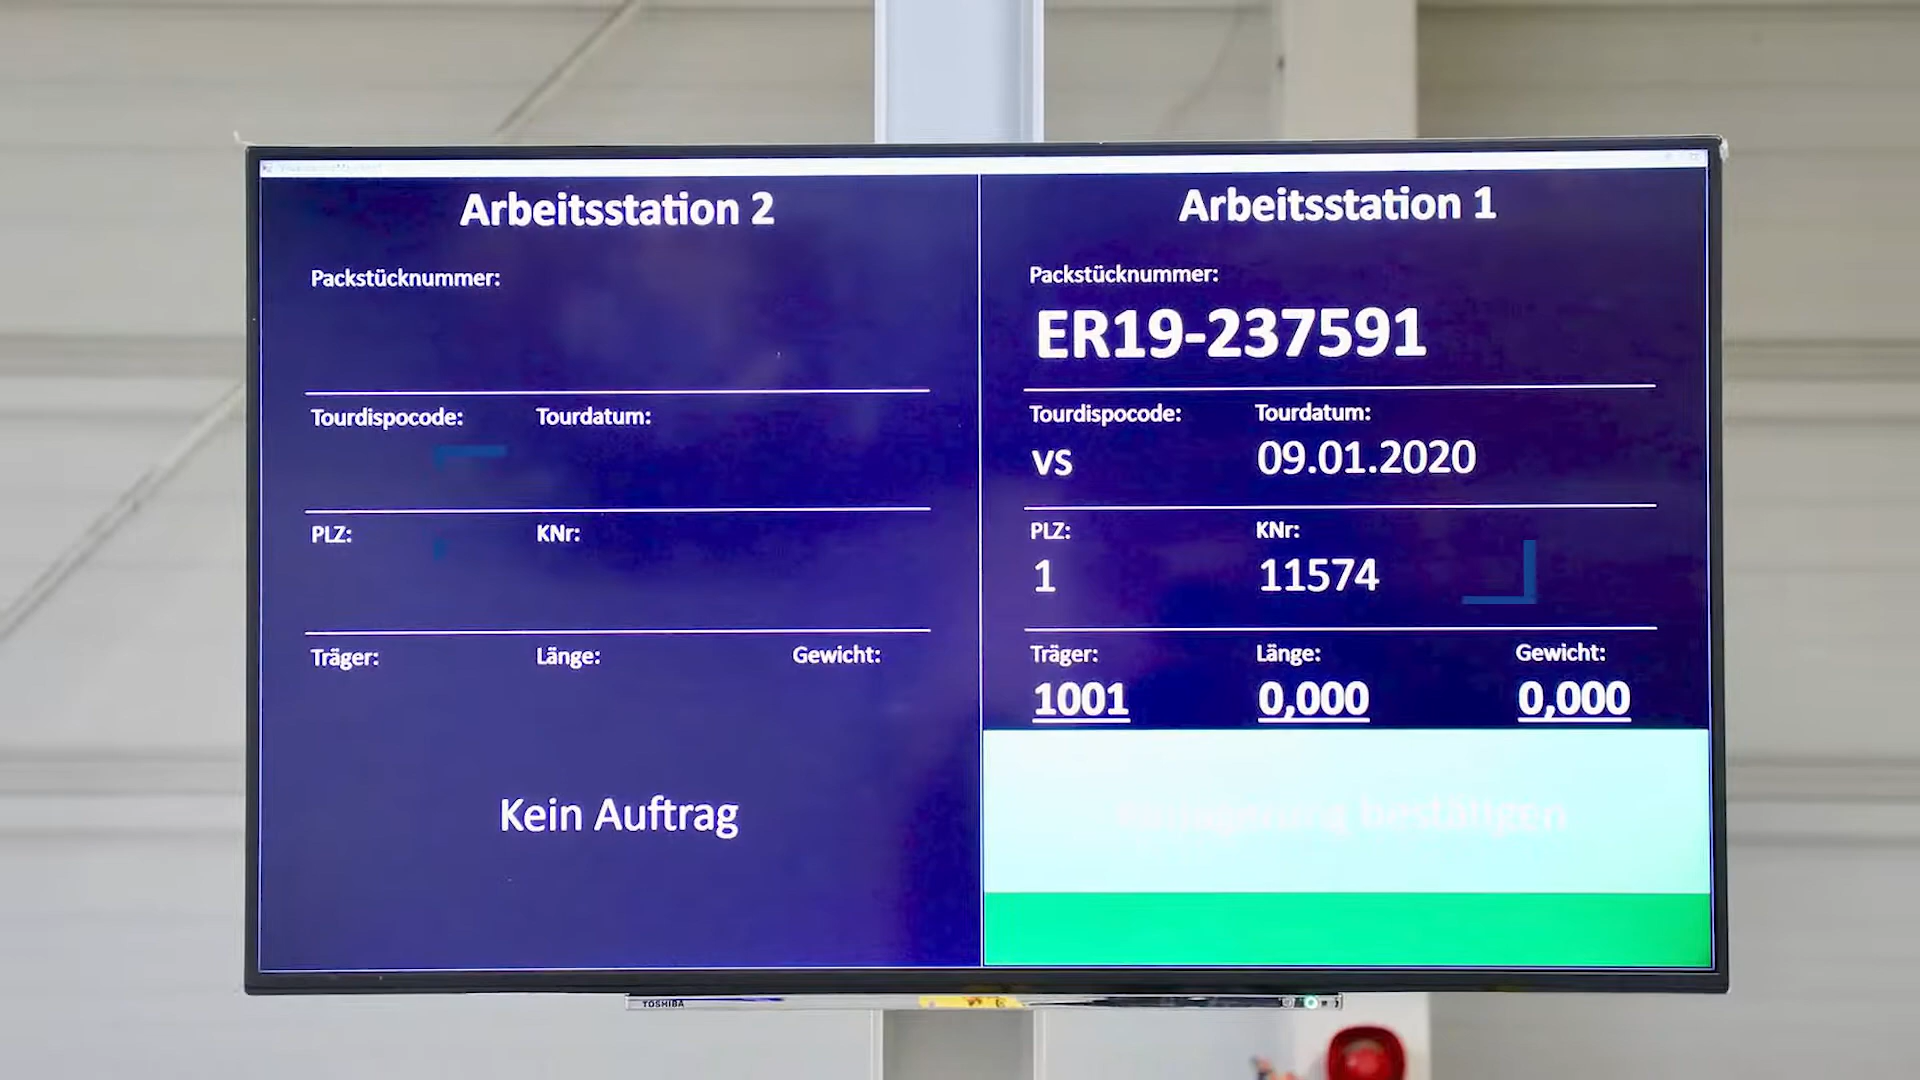 Arbeitsstation 2
Packstücknummer:
Tourdispocode: Tourdatum:
PLZ: KNr:
Träger: Länge: Gewicht:
Kein Auftrag
Arbeitsstation 1
Packstücknummer:
ER19-237591
Tourdispocode: Tourdatum:
VS 09.01.2020
PLZ: KNr:
1 11574
Träger: Länge: Gewicht:
1001 0,000 0,000
bestätigen
TOSHIBA